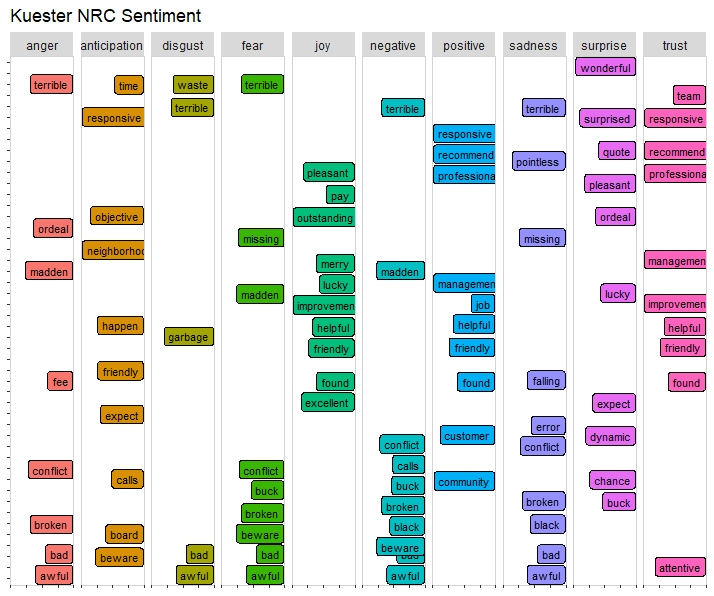 Kuester NRC Sentiment
anger
terrible
ordeal
madden
fee
conflict
broken
bad
awful
anticipation
time
responsive
objective
neighborhoo
happen
friendly
expect
calls
board
beware
disgust
waste
terrible
garbage
bad
awful
fear
terrible
missing
madden
conflict
buck
broken
beware
bad
awful
joy
pleasant
pay
outstanding
merry
lucky
improvemen
helpful
friendly
found
excellent
negative
terrible
madden
conflict
calls
buck
broken
black
beware
bad
awful
positive
responsive
recommend
professiona
managemen
job
helpful
friendly
found
customer
community
sadness
terrible
pointless
missing
falling
error
conflict
broken
black
bad
awful
surprise
wonderful
surprised
quote
pleasant
ordeal
lucky
expect
dynamic
chance
buck
trust
team
responsive
recommend
professiona
managemen
improvemen
helpful
friendly
found
attentive